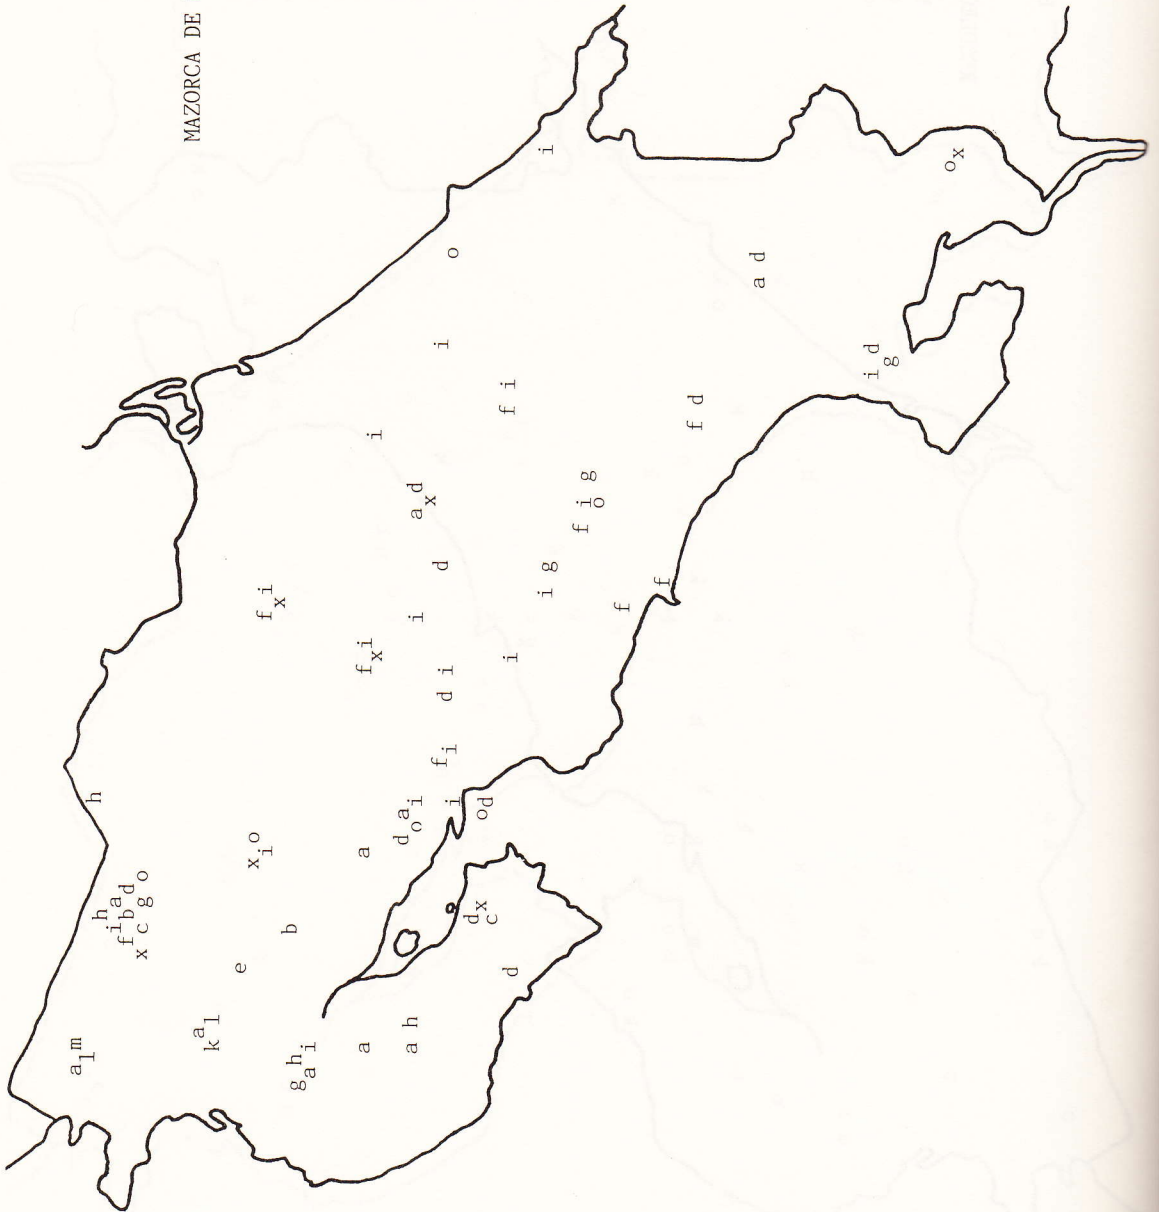 a l m
h
h
i a
f b d
x c g o
MAZORCA DE
k a l
e
x i o
f x i
b
g h
a i
a
a
f x i
i
d a
o i
a h
i
a x d
f i
d
i
d i
i
o
d x
c
o d
f i
d
i
i g
i
f i g
o
f
f
f d
a d
i g d
o x